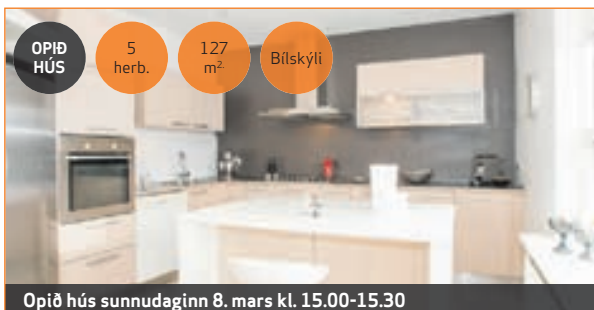 OPIÐ
HÚS
5
herb.
127
m².
Bílskýli
Opið hús sunnudaginn 8. mars kl. 15.00-15.30